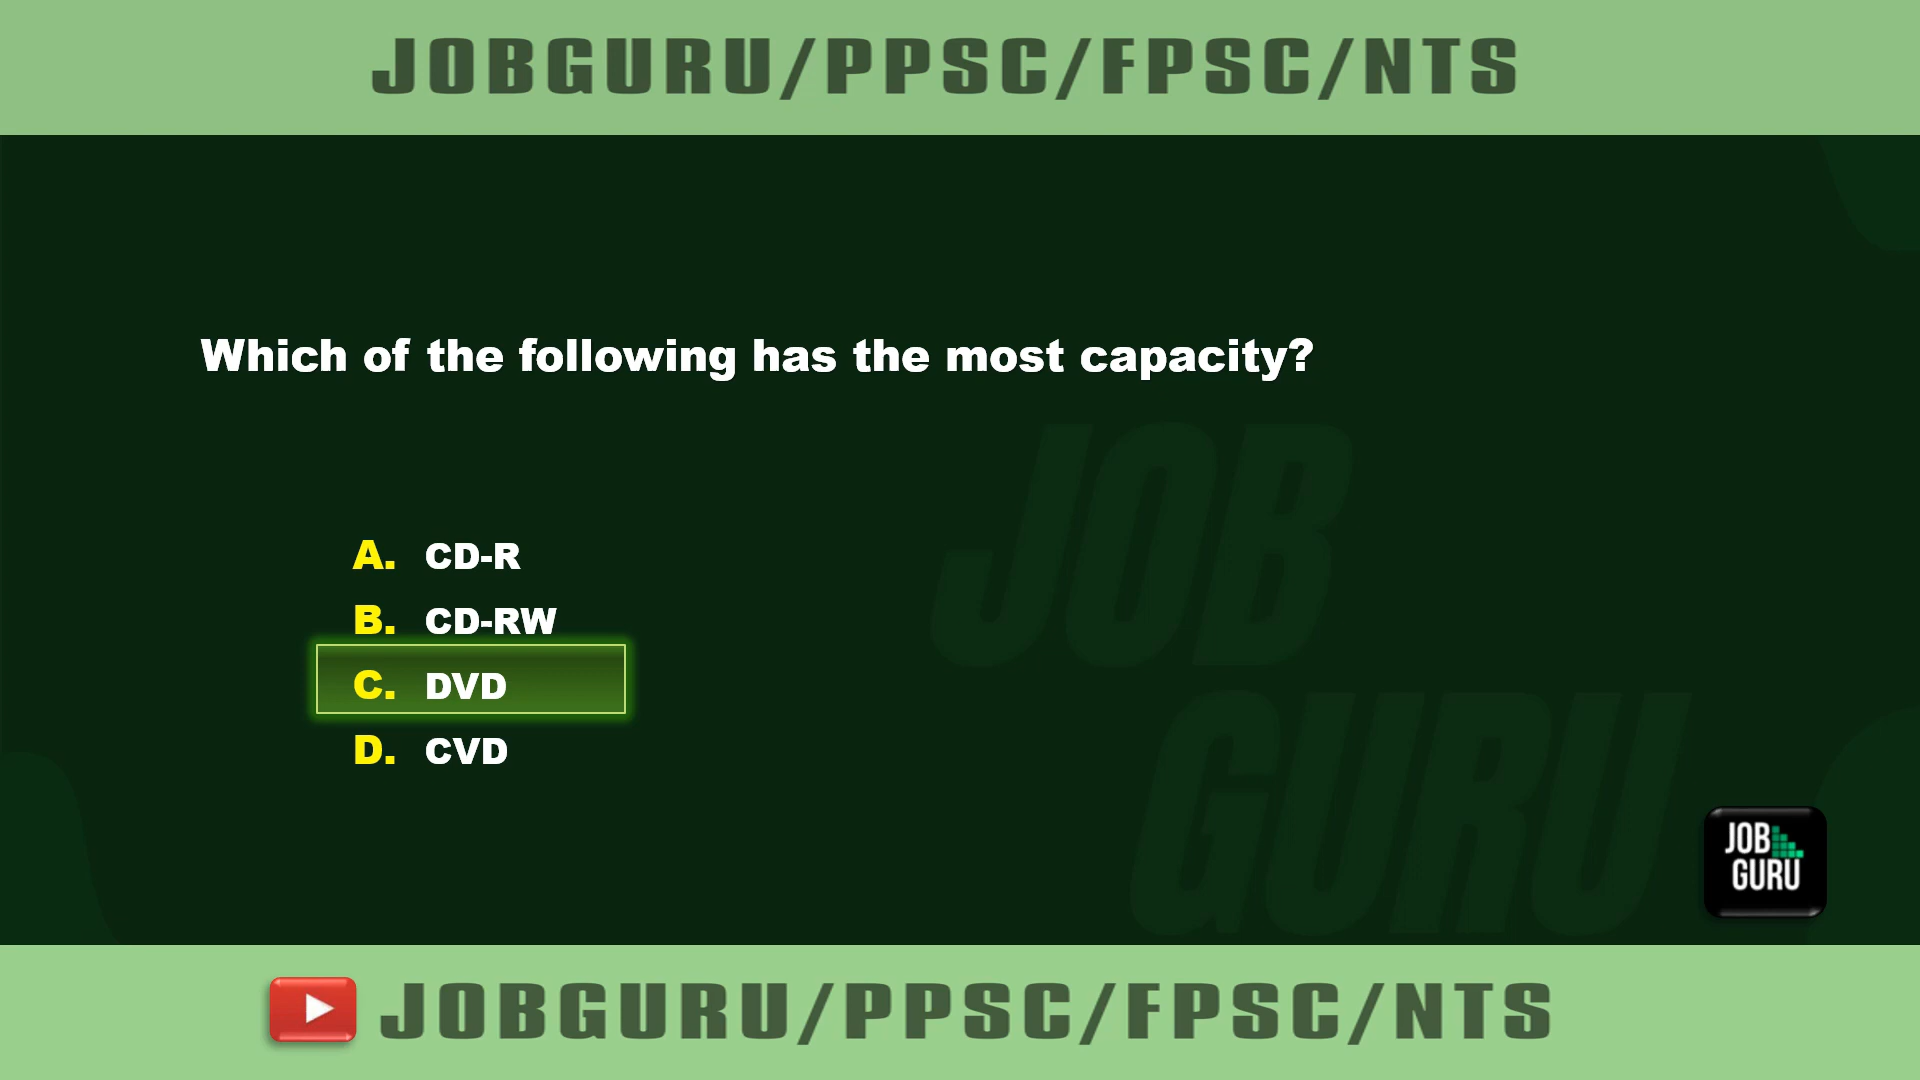 JOBGURU/PPSC/FPSC/NTS
Which of the following has the most capacity?
A. CD-R
B. CD-RW
C. DVD
D. CVD
JOB
GURU
JOB
GURU
JOBGURU/PPSC/FPSC/NTS